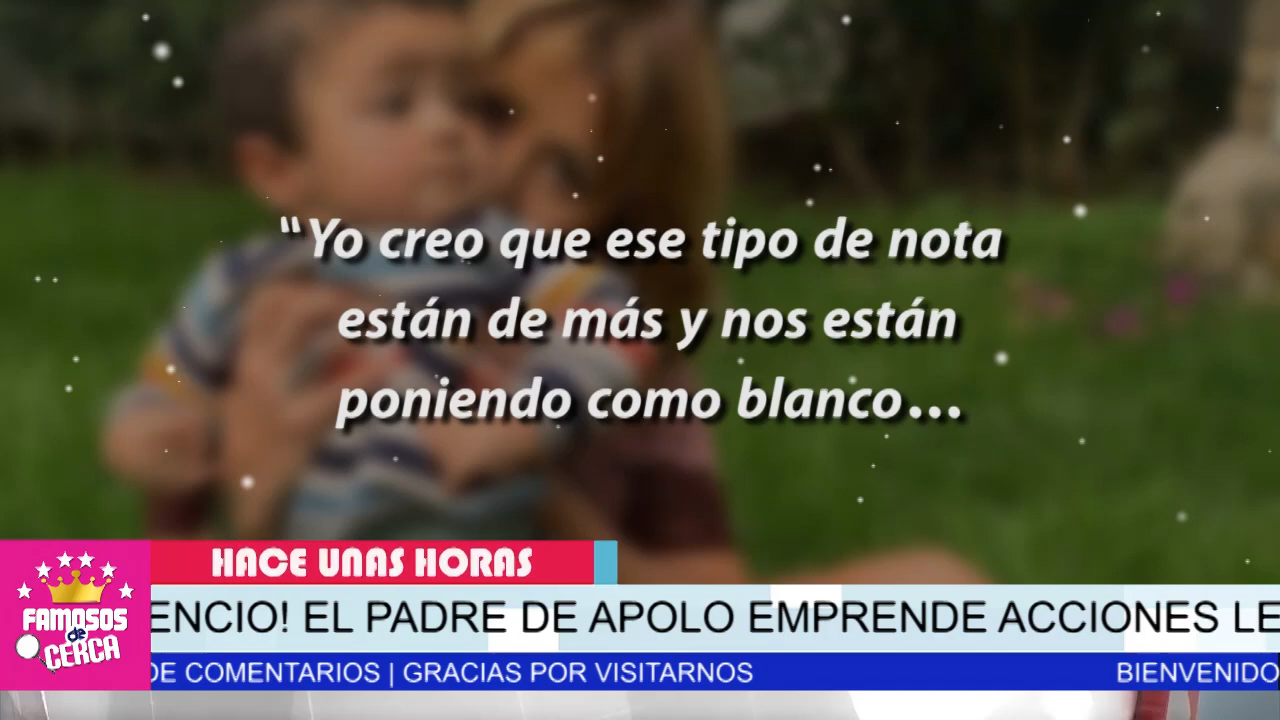 “Yo creo que ese tipo de nota
están de más y nos están
poniendo como blanco...
HACE UNAS HORAS
FAMOSOS
de
CERCA
ENCIO! EL PADRE DE APOLO EMPRENDE ACCIONES LE
DE COMENTARIOS | GRACIAS POR VISITARNOS
BIENVENIDO